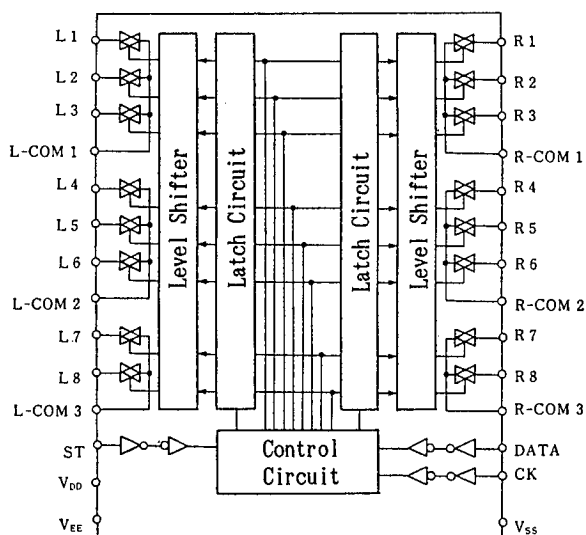 L 1
L 2
L 3
L-COM 1
L 4
L 5
L 6
L-COM 2
L 7
L 8
L-COM 3
ST
VDD
VEE
Level Shifter
Latch Circuit
Latch Circuit
Level Shifter
Control
Circuit
R 1
R 2
R 3
R-COM 1
R 4
R 5
R 6
R-COM 2
R 7
R 8
R-COM 3
DATA
CK
VSS